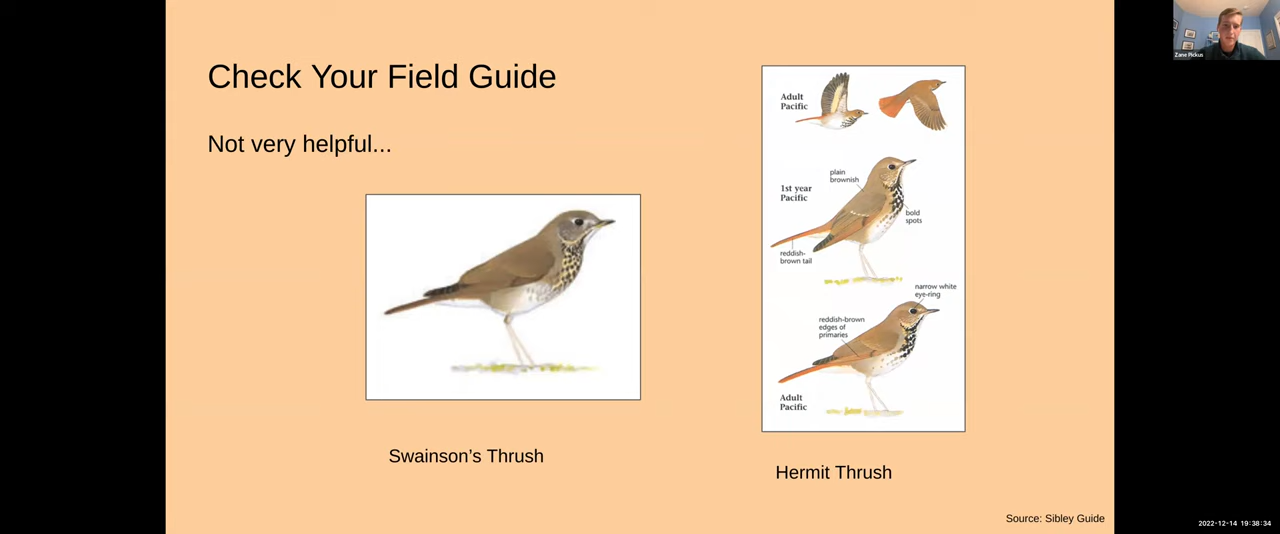 Check Your Field Guide
Not very helpful...
Swainson's Thrush
Adult
Pacific
plain
brownish
1st year
Pacific
bold
spots
reddish-
brown tail
narrow white
eye-ring
reddish-brown
edges of
primaries
Adult
Pacific
Hermit Thrush
Source: Sibley Guide
Zane Pickus
2022-12-14 19:38:34